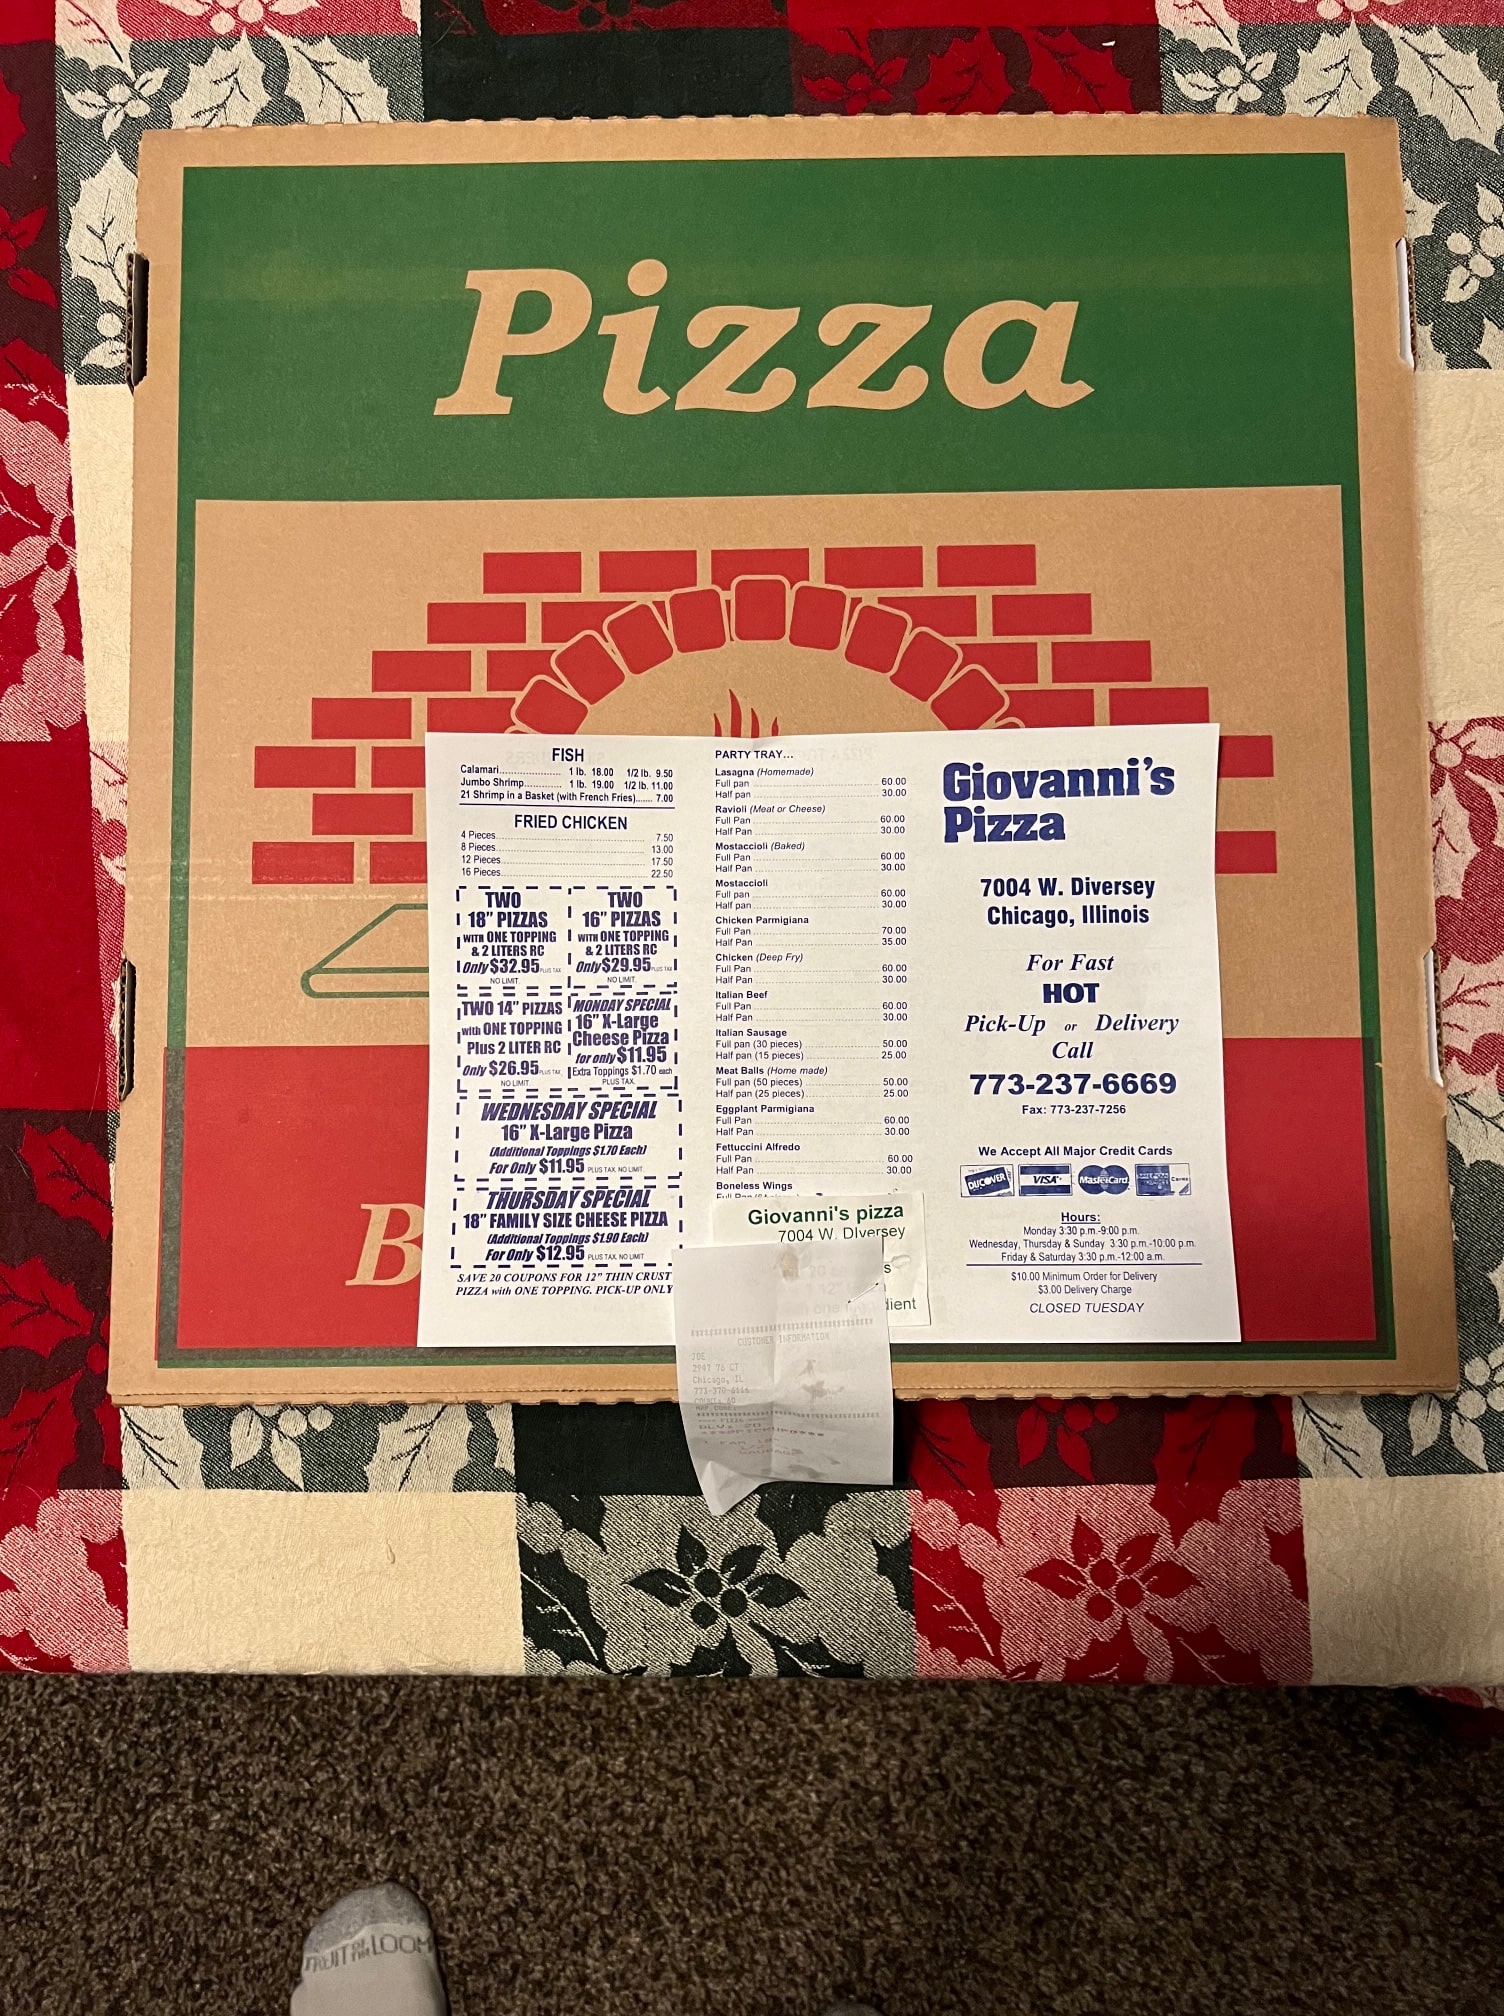 Pizza
FISH
Calamari........................ 1 lb. 18.00 1/2 lb. 9.50
Jumbo Shrimp.............. 1 lb. 19.00 1/2 lb. 11.00
21 Shrimp in a Basket (with French Fries)...... 7.00
FRIED CHICKEN
4 Pieces 7.50
8 Pieces 13.00
12 Pieces 17.50
16 Pieces 22.50
TWO
18" PIZZAS
WITH ONE TOPPING
& 2 LITERS RC
Only $32.95 PLUS TAX
NO LIMIT.
TWO
16" PIZZAS
WITH ONE TOPPING
& 2 LITERS RC
Only $29.95 PLUS TAX
NO LIMIT.
TWO 14" PIZZAS
with ONE TOPPING
Plus 2 LITER RC
Only $26.95 PLUS TAX
NO LIMIT
MONDAY SPECIAL
16" X-Large
Cheese Pizza
for only $11.95
Extra Toppings $1.70 each
PLUS TAX.
WEDNESDAY SPECIAL
16" X-Large Pizza
(Additional Toppings $1.70 Each)
For Only $11.95 PLUS TAX. NO LIMIT.
THURSDAY SPECIAL
18" FAMILY SIZE CHEESE PIZZA
(Additional Toppings $1.90 Each)
For Only $12.95 PLUS TAX. NO LIMIT
SAVE 20 COUPONS FOR 12" THIN CRUST
PIZZA with ONE TOPPING. PICK-UP ONLY
PARTY TRAY...
Lasagna (Homemade)
Full pan 60.00
Half pan 30.00
Ravioli (Meat or Cheese)
Full Pan 60.00
Half Pan 30.00
Mostaccioli (Baked)
Full Pan 60.00
Half Pan 30.00
Mostaccioli
Full pan 60.00
Half pan 30.00
Chicken Parmigiana
Full Pan 70.00
Half Pan 35.00
Chicken (Deep Fry)
Full Pan 60.00
Half Pan 30.00
Italian Beef
Full Pan 60.00
Half Pan 30.00
Italian Sausage
Full pan (30 pieces) 50.00
Half pan (15 pieces) 25.00
Meat Balls (Home made)
Full pan (50 pieces) 50.00
Half pan (25 pieces) 25.00
Eggplant Parmigiana
Full Pan 60.00
Half Pan 30.00
Fettuccini Alfredo
Full Pan 60.00
Half Pan 30.00
Boneless Wings
Giovanni's
Pizza
7004 W. Diversey
Chicago, Illinois
For Fast
HOT
Pick-Up or Delivery
Call
773-237-6669
Fax: 773-237-7256
We Accept All Major Credit Cards
DISCOVER VISA MasterCard
Hours:
Monday 3:30 p.m.-9:00 p.m.
Wednesday, Thursday & Sunday 3:30 p.m.-10:00 p.m.
Friday & Saturday 3:30 p.m.-12:00 a.m.
$10.00 Minimum Order for Delivery
$3.00 Delivery Charge
CLOSED TUESDAY
Giovanni's pizza
7004 W. Diversey
CUSTOMER INFORMATION
JOE
2947 76 CT
Chicago, IL
B
FRUIT OF THE LOOM